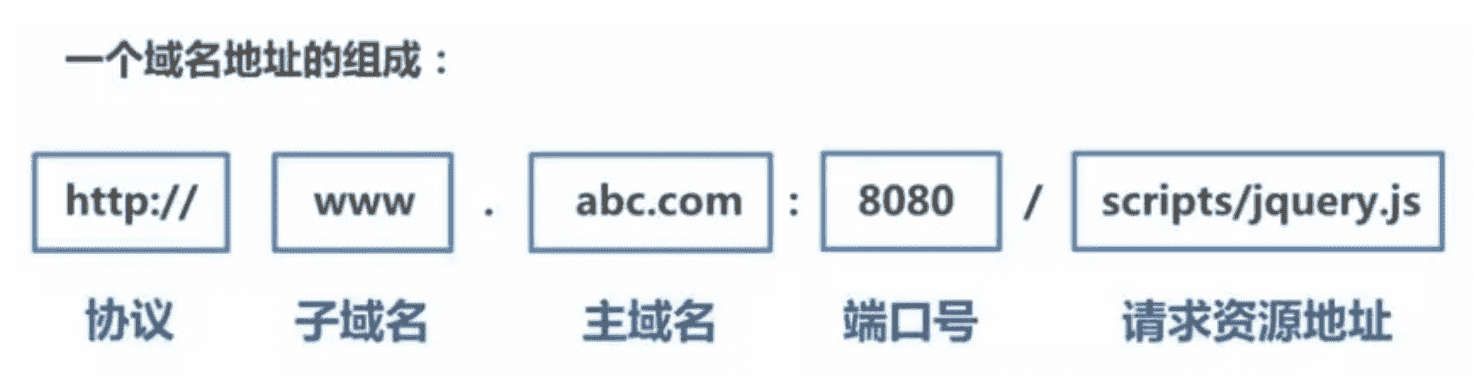 一个域名地址的组成：
http:// www . abc.com : 8080 / scripts/jquery.js
协议 子域名 主域名 端口号 请求资源地址